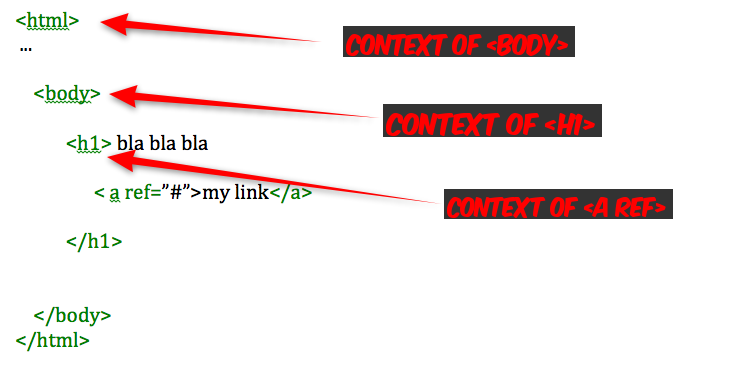 <html>
CONTEXT OF <BODY>
...
<body>
CONTEXT OF <H1>
<h1> bla bla bla
< a ref=”#”>my link</a>
CONTEXT OF <A REF>
</h1>
</body>
</html>